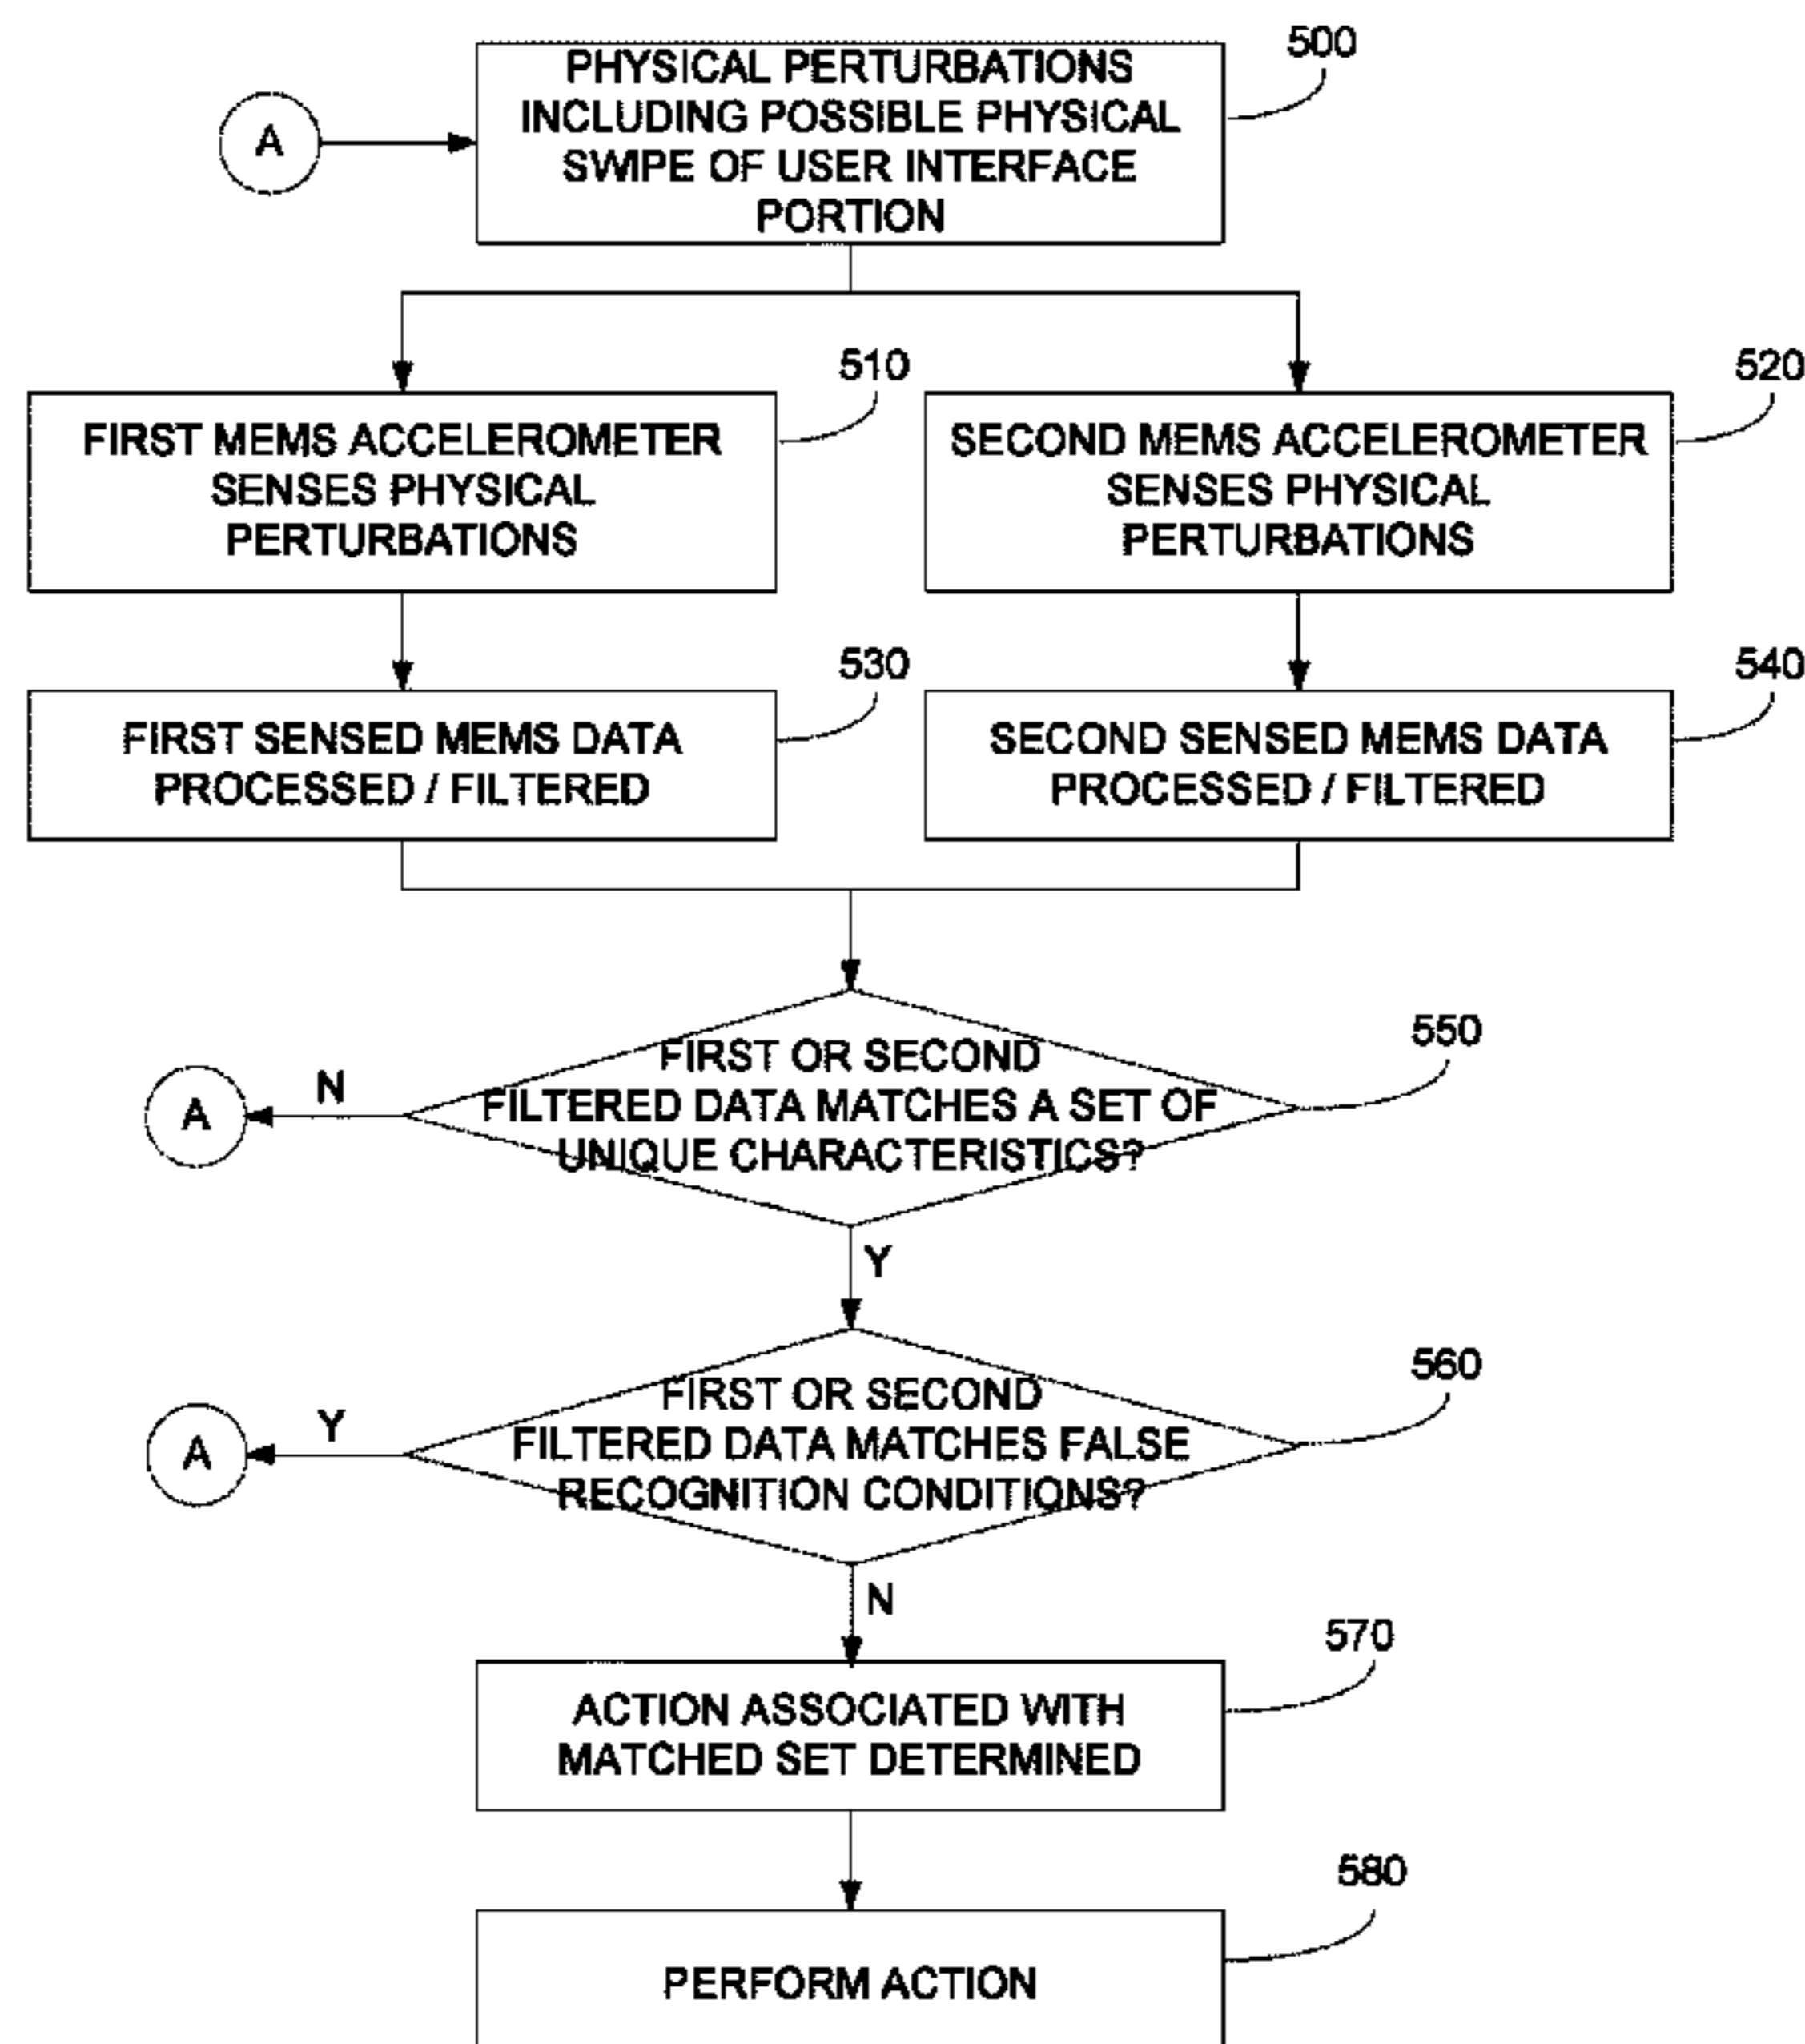 500
PHYSICAL PERTURBATIONS
INCLUDING POSSIBLE PHYSICAL
SWIPE OF USER INTERFACE
PORTION
A
510
FIRST MEMS ACCELEROMETER
SENSES PHYSICAL
PERTURBATIONS
520
SECOND MEMS ACCELEROMETER
SENSES PHYSICAL
PERTURBATIONS
530
FIRST SENSED MEMS DATA
PROCESSED / FILTERED
540
SECOND SENSED MEMS DATA
PROCESSED / FILTERED
550
FIRST OR SECOND
FILTERED DATA MATCHES A SET OF
UNIQUE CHARACTERISTICS?
N
A
Y
560
FIRST OR SECOND
FILTERED DATA MATCHES FALSE
RECOGNITION CONDITIONS?
Y
A
N
570
ACTION ASSOCIATED WITH
MATCHED SET DETERMINED
580
PERFORM ACTION